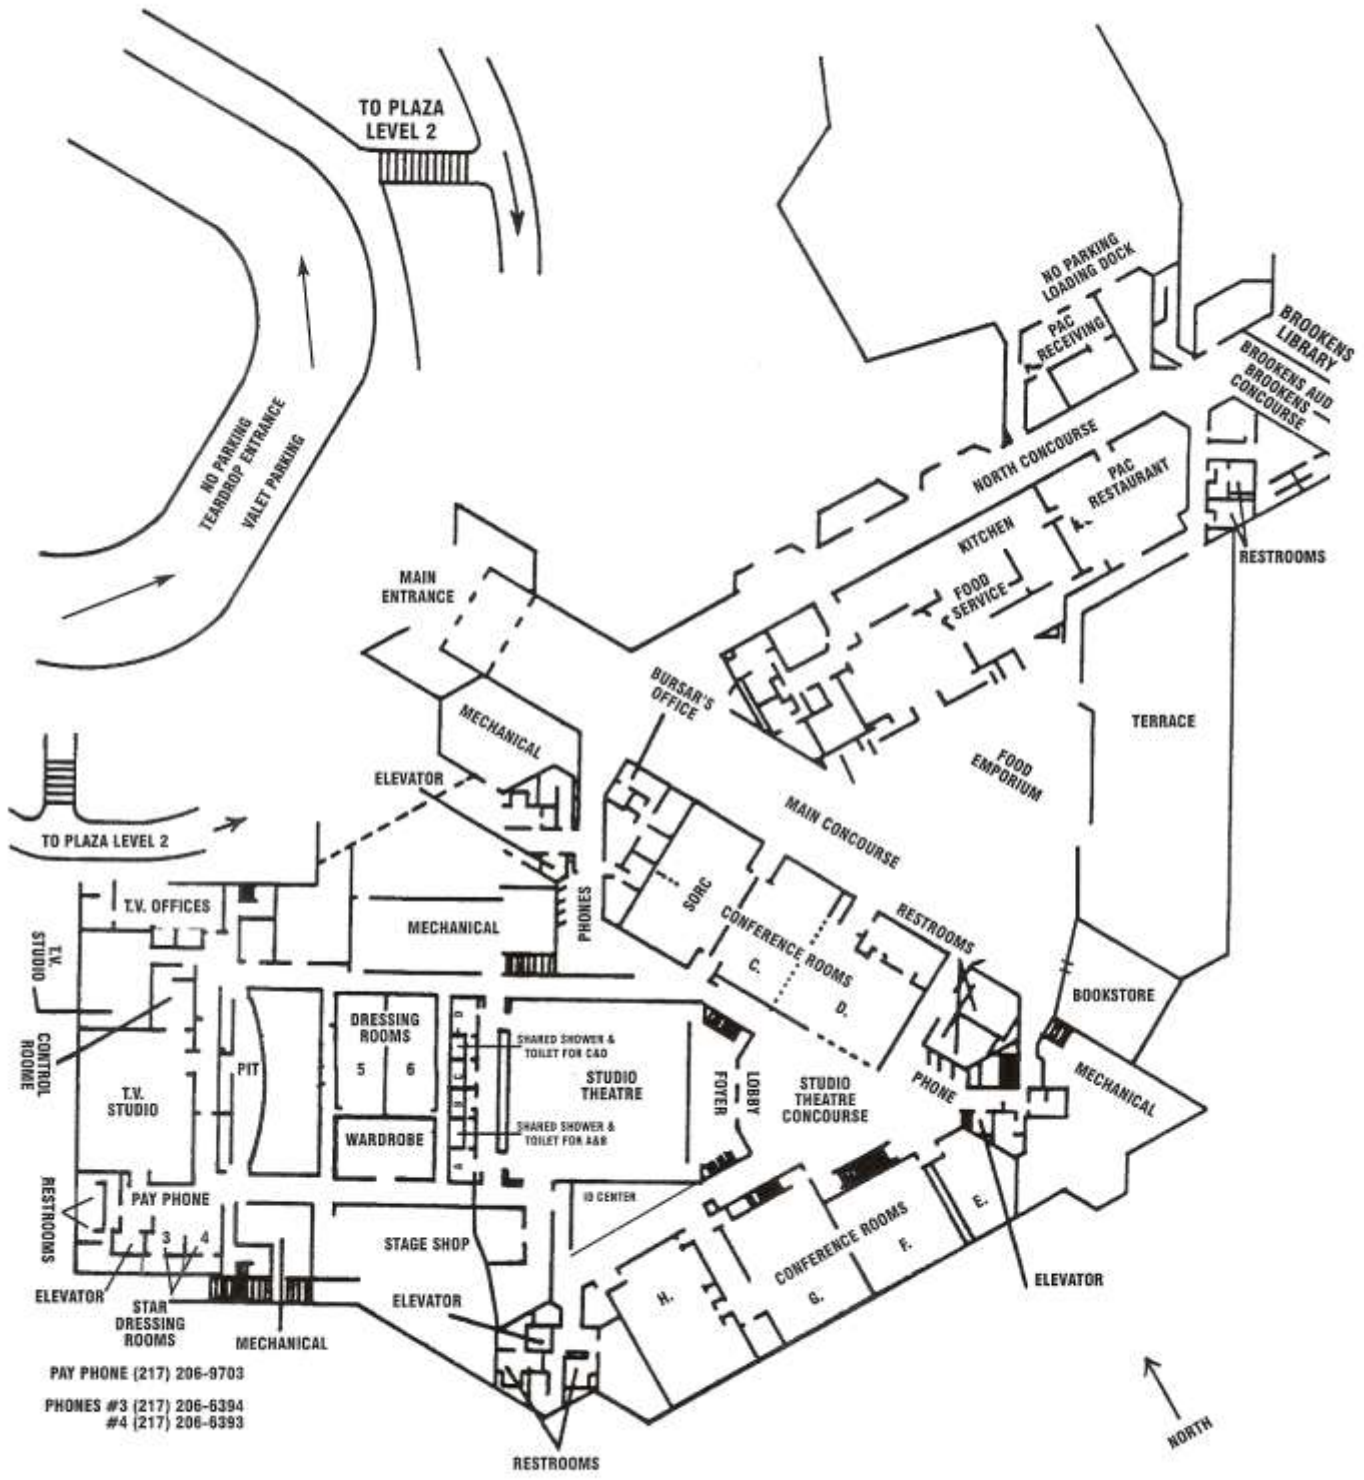 TO PLAZA
LEVEL 2
NO PARKING
LOADING DOCK
PAC
RECEIVING
BROOKENS
LIBRARY
BROOKENS AUD
BROOKENS
CONCOURSE
NO PARKING
TEARDROP ENTRANCE
VALET PARKING
NORTH CONCOURSE
PAC
RESTAURANT
KITCHEN
RESTROOMS
MAIN
ENTRANCE
FOOD
SERVICE
BURSAR'S
OFFICE
TERRACE
MECHANICAL
FOOD
EMPORIUM
ELEVATOR
MAIN CONCOURSE
TO PLAZA LEVEL 2
T.V. OFFICES
MECHANICAL
PHONES
SORC
CONFERENCE ROOMS
C.
D.
RESTROOMS
T.V.
STUDIO
BOOKSTORE
CONTROL
ROOME
DRESSING
ROOMS
5
6
D
C
B
A
SHARED SHOWER &
TOILET FOR C&D
PIT
STUDIO
THEATRE
FOYER
LOBBY
STUDIO
THEATRE
CONCOURSE
PHONE
MECHANICAL
T.V.
STUDIO
WARDROBE
SHARED SHOWER &
TOILET FOR A&B
RESTROOMS
PAY PHONE
ID CENTER
3
4
STAGE SHOP
CONFERENCE ROOMS
E.
F.
G.
H.
ELEVATOR
ELEVATOR
STAR
DRESSING
ROOMS
MECHANICAL
ELEVATOR
PAY PHONE (217) 206-9703
PHONES #3 (217) 206-6394
#4 (217) 206-6393
RESTROOMS
NORTH